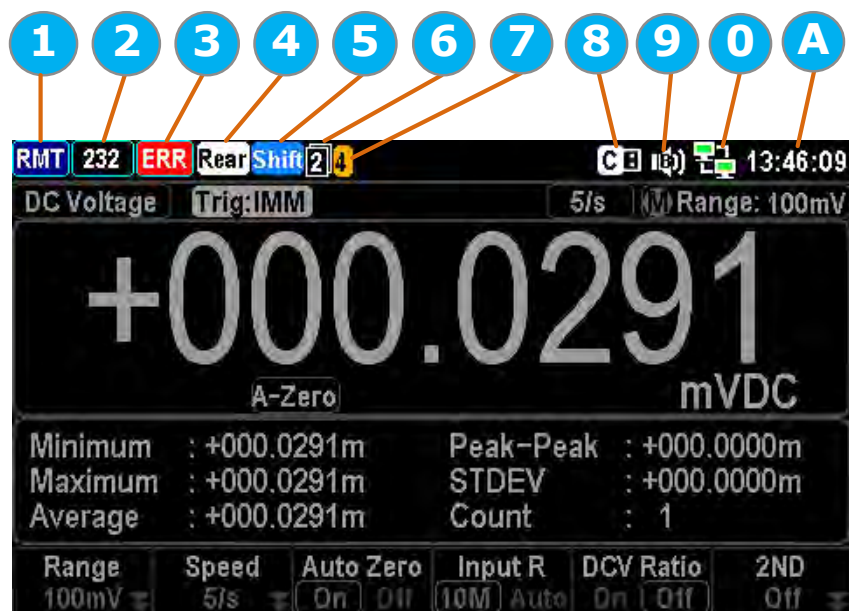 1 2 3 4 5 6 7 8 9 0 A
RMT 232 ERR Rear Shift 2 4 C 13:46:09
DC Voltage Trig:IMM 5/s M Range: 100mV
+000.0291
A-Zero mVDC
Minimum : +000.0291m Peak-Peak : +000.0000m
Maximum : +000.0291m STDEV : +000.0000m
Average : +000.0291m Count : 1
Range Speed Auto Zero Input R DCV Ratio 2ND
100mV 5/s On Off 10M Auto On Off Off